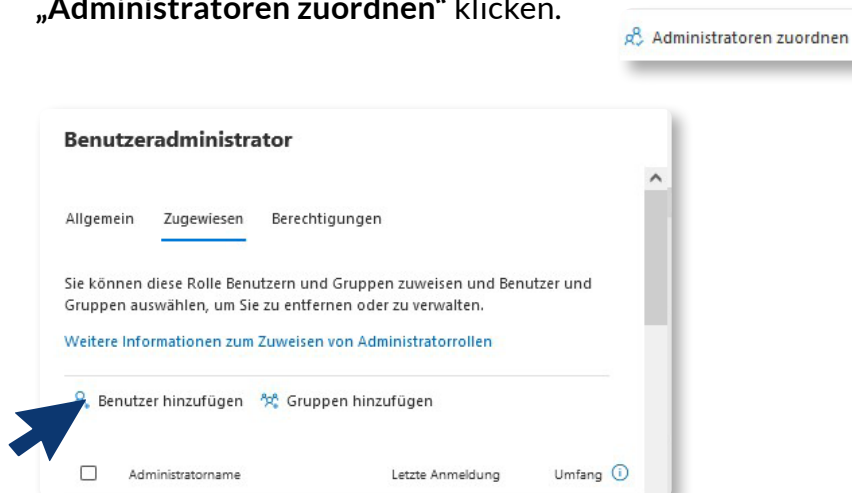 „Administratoren zuordnen“ klicken.
Administratoren zuordnen
Benutzeradministrator
Allgemein Zugewiesen Berechtigungen
Sie können diese Rolle Benutzern und Gruppen zuweisen und Benutzer und
Gruppen auswählen, um Sie zu entfernen oder zu verwalten.
Weitere Informationen zum Zuweisen von Administratorrollen
Benutzer hinzufügen Gruppen hinzufügen
Administratorname Letzte Anmeldung Umfang